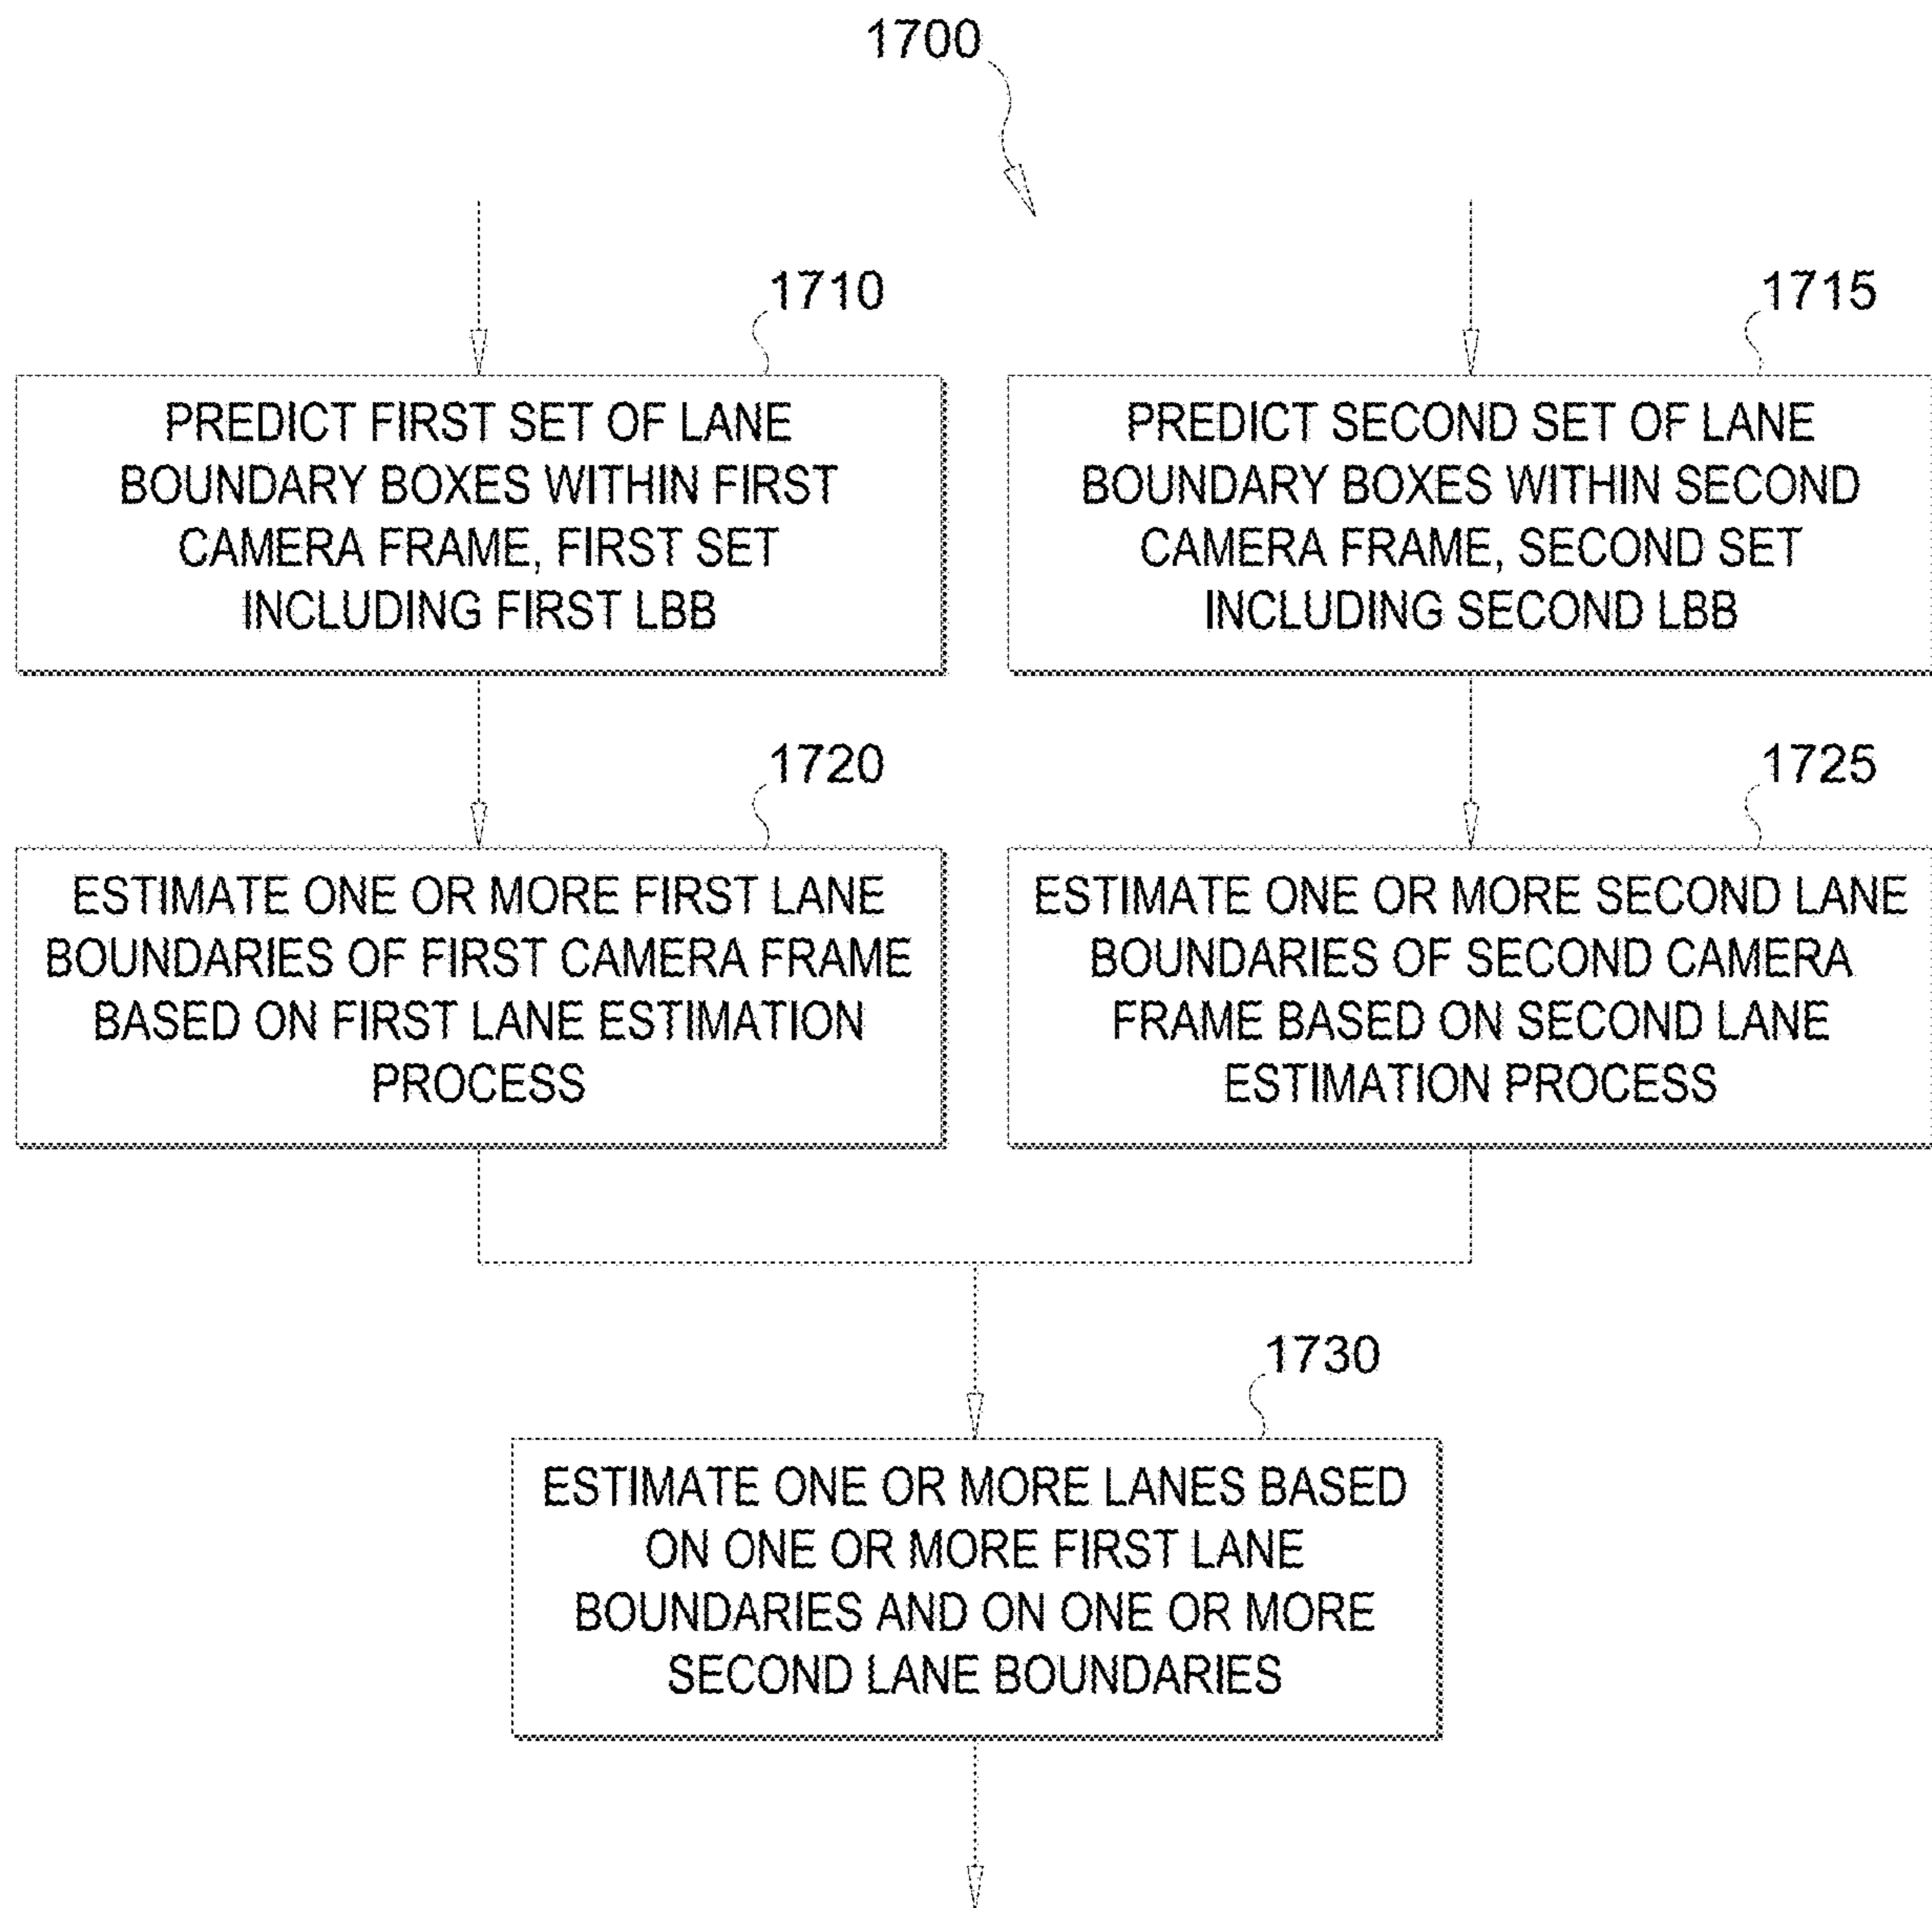 1700
1710
PREDICT FIRST SET OF LANE
BOUNDARY BOXES WITHIN FIRST
CAMERA FRAME, FIRST SET
INCLUDING FIRST LBB
1715
PREDICT SECOND SET OF LANE
BOUNDARY BOXES WITHIN SECOND
CAMERA FRAME, SECOND SET
INCLUDING SECOND LBB
1720
ESTIMATE ONE OR MORE FIRST LANE
BOUNDARIES OF FIRST CAMERA FRAME
BASED ON FIRST LANE ESTIMATION
PROCESS
1725
ESTIMATE ONE OR MORE SECOND LANE
BOUNDARIES OF SECOND CAMERA
FRAME BASED ON SECOND LANE
ESTIMATION PROCESS
1730
ESTIMATE ONE OR MORE LANES BASED
ON ONE OR MORE FIRST LANE
BOUNDARIES AND ON ONE OR MORE
SECOND LANE BOUNDARIES